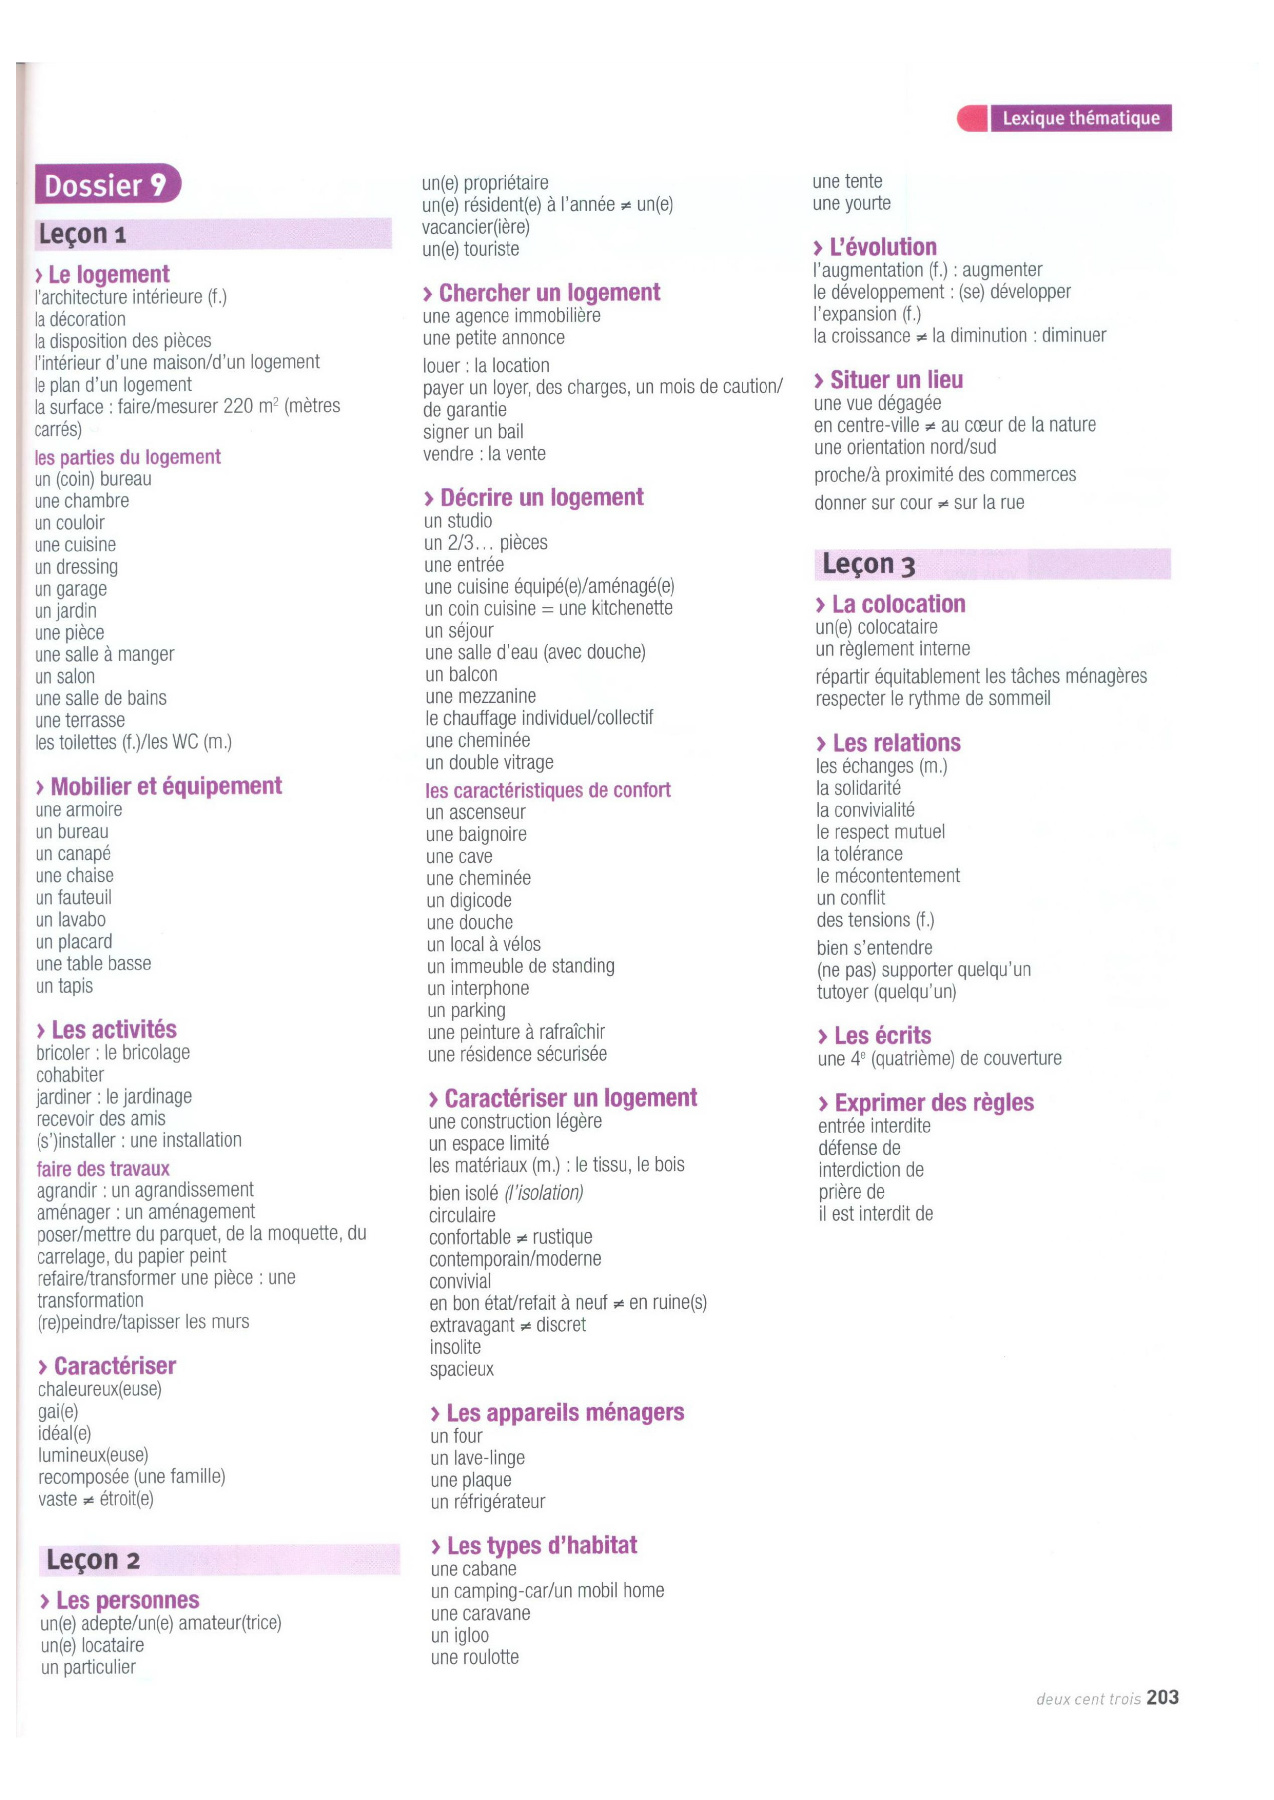 Lexique thématique
Dossier 9
Leçon 1
› Le logement
l'architecture intérieure (f.)
la décoration
la disposition des pièces
l'intérieur d'une maison/d'un logement
le plan d'un logement
la surface : faire/mesurer 220 m² (mètres
carrés)
les parties du logement
un (coin) bureau
une chambre
un couloir
une cuisine
un dressing
un garage
un jardin
une pièce
une salle à manger
un salon
une salle de bains
une terrasse
les toilettes (f.)/les WC (m.)
› Mobilier et équipement
une armoire
un bureau
un canapé
une chaise
un fauteuil
un lavabo
un placard
une table basse
un tapis
› Les activités
bricoler : le bricolage
cohabiter
jardiner : le jardinage
recevoir des amis
(s')installer : une installation
faire des travaux
agrandir : un agrandissement
aménager : un aménagement
poser/mettre du parquet, de la moquette, du
carrelage, du papier peint
refaire/transformer une pièce : une
transformation
(re)peindre/tapisser les murs
› Caractériser
chaleureux(euse)
gai(e)
idéal(e)
lumineux(euse)
recomposée (une famille)
vaste ≠ étroit(e)
Leçon 2
› Les personnes
un(e) adepte/un(e) amateur(trice)
un(e) locataire
un particulier
un(e) propriétaire
un(e) résident(e) à l'année ≠ un(e)
vacancier(ière)
un(e) touriste
› Chercher un logement
une agence immobilière
une petite annonce
louer : la location
payer un loyer, des charges, un mois de caution/
de garantie
signer un bail
vendre : la vente
› Décrire un logement
un studio
un 2/3... pièces
une entrée
une cuisine équipé(e)/aménagé(e)
un coin cuisine = une kitchenette
un séjour
une salle d'eau (avec douche)
un balcon
une mezzanine
le chauffage individuel/collectif
une cheminée
un double vitrage
les caractéristiques de confort
un ascenseur
une baignoire
une cave
une cheminée
un digicode
une douche
un local à vélos
un immeuble de standing
un interphone
un parking
une peinture à rafraîchir
une résidence sécurisée
› Caractériser un logement
une construction légère
un espace limité
les matériaux (m.) : le tissu, le bois
bien isolé (l'isolation)
circulaire
confortable ≠ rustique
contemporain/moderne
convivial
en bon état/refait à neuf ≠ en ruine(s)
extravagant ≠ discret
insolite
spacieux
› Les appareils ménagers
un four
un lave-linge
une plaque
un réfrigérateur
› Les types d'habitat
une cabane
un camping-car/un mobil home
une caravane
un igloo
une roulotte
une tente
une yourte
› L'évolution
l'augmentation (f.) : augmenter
le développement : (se) développer
l'expansion (f.)
la croissance ≠ la diminution : diminuer
› Situer un lieu
une vue dégagée
en centre-ville ≠ au cœur de la nature
une orientation nord/sud
proche/à proximité des commerces
donner sur cour ≠ sur la rue
Leçon 3
› La colocation
un(e) colocataire
un règlement interne
répartir équitablement les tâches ménagères
respecter le rythme de sommeil
› Les relations
les échanges (m.)
la solidarité
la convivialité
le respect mutuel
la tolérance
le mécontentement
un conflit
des tensions (f.)
bien s'entendre
(ne pas) supporter quelqu'un
tutoyer (quelqu'un)
› Les écrits
une 4e (quatrième) de couverture
› Exprimer des règles
entrée interdite
défense de
interdiction de
prière de
il est interdit de
deux cent trois 203